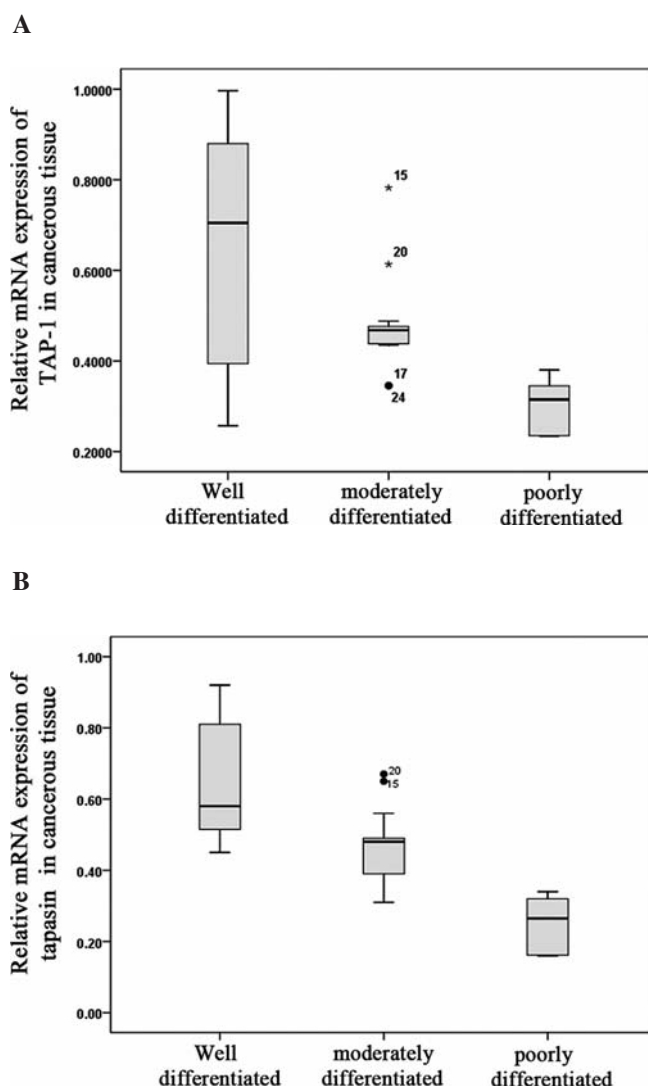 A
Relative mRNA expression of
TAP-1 in cancerous tissue
1.0000
0.8000
0.6000
0.4000
0.2000
15
*
20
*
17
24
Well
differentiated
moderately
differentiated
poorly
differentiated
B
Relative mRNA expression of
tapasin in cancerous tissue
1.00
0.80
0.60
0.40
0.20
0.00
20
15
Well
differentiated
moderately
differentiated
poorly
differentiated